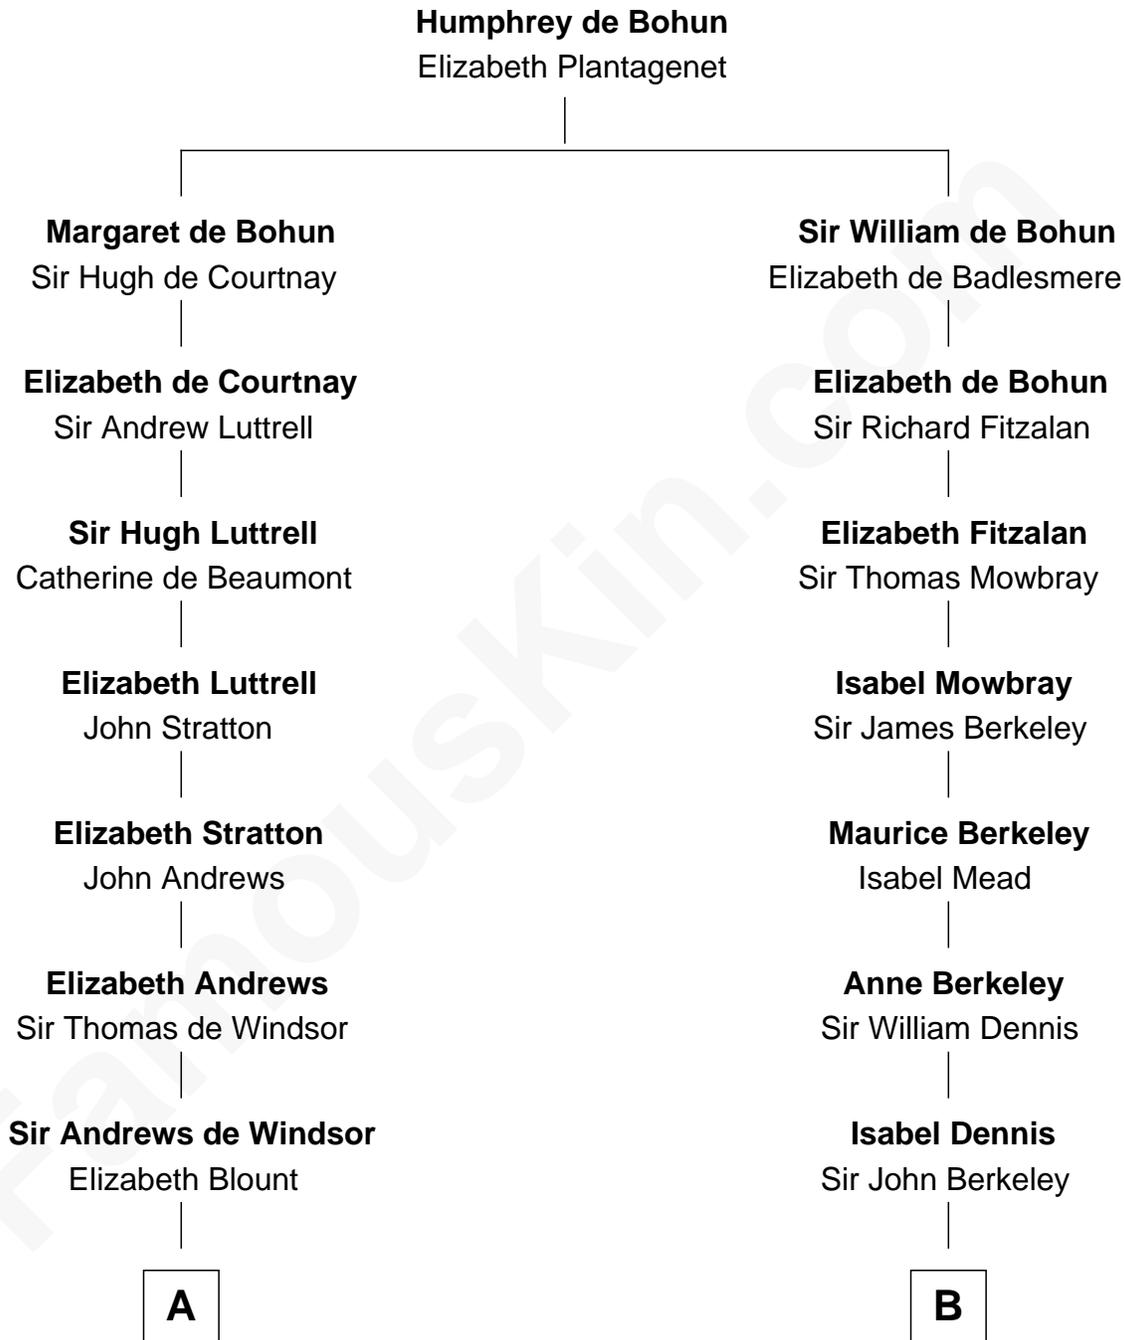 Humphrey de Bohun
Elizabeth Plantagenet
Margaret de Bohun
Sir Hugh de Courtnay
Sir William de Bohun
Elizabeth de Badlesmere
Elizabeth de Courtnay
Sir Andrew Luttrell
Elizabeth de Bohun
Sir Richard Fitzalan
Sir Hugh Luttrell
Catherine de Beaumont
Elizabeth Fitzalan
Sir Thomas Mowbray
Elizabeth Luttrell
John Stratton
Isabel Mowbray
Sir James Berkeley
Elizabeth Stratton
John Andrews
Maurice Berkeley
Isabel Mead
Elizabeth Andrews
Sir Thomas de Windsor
Anne Berkeley
Sir William Dennis
Sir Andrews de Windsor
Elizabeth Blount
Isabel Dennis
Sir John Berkeley
A
B
FamousKin.com